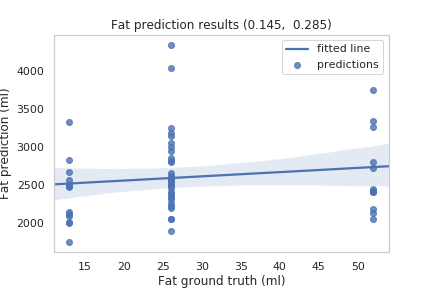 Fat prediction results (0.145,  0.285)
fitted line
predictions
Fat prediction (ml)
4000
3500
3000
2500
2000
15 20 25 30 35 40 45 50
Fat ground truth (ml)